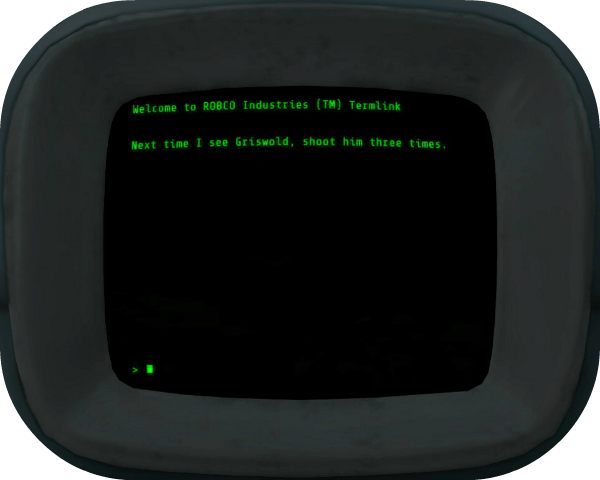 Welcome to ROBCO Industries (TM) Termlink
Next time I see Griswold, shoot him three times.
>